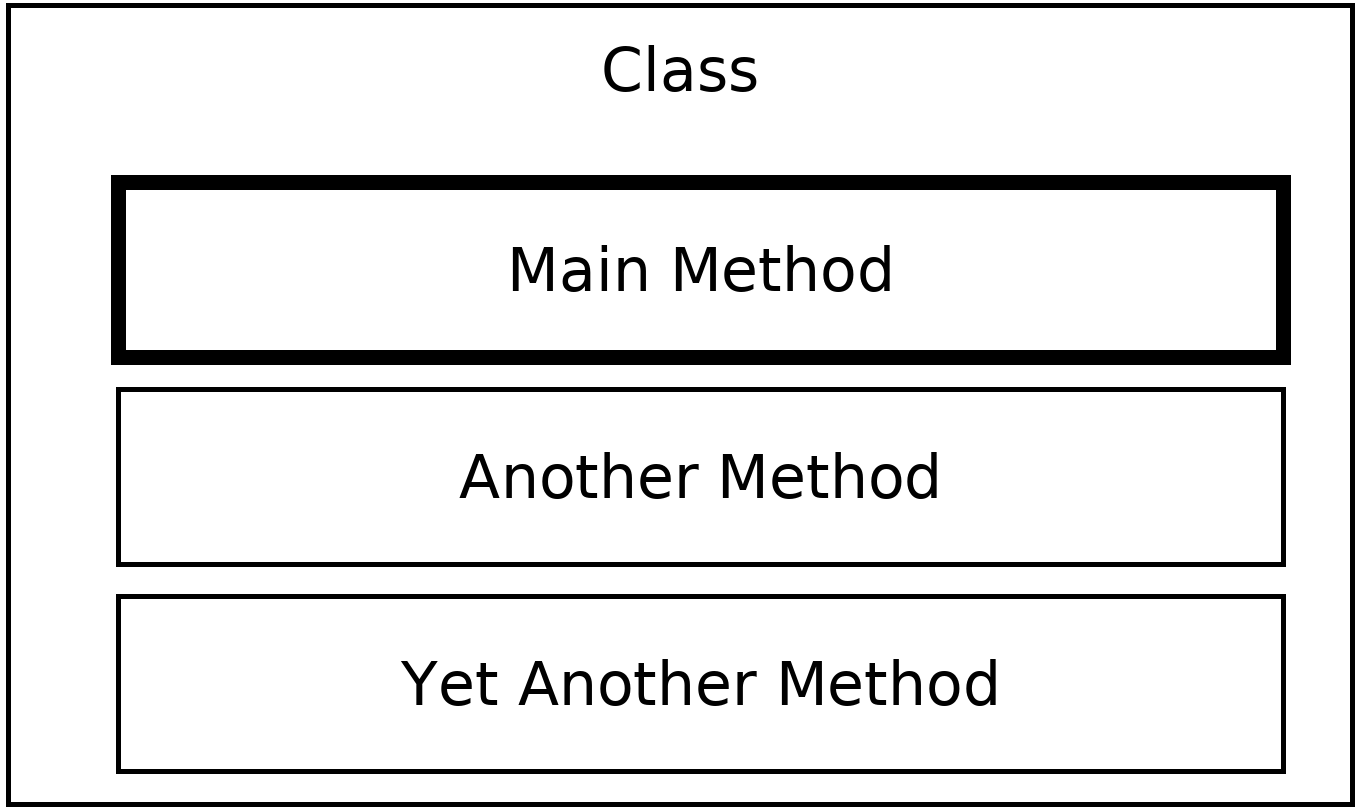 Class
Main Method
Another Method
Yet Another Method